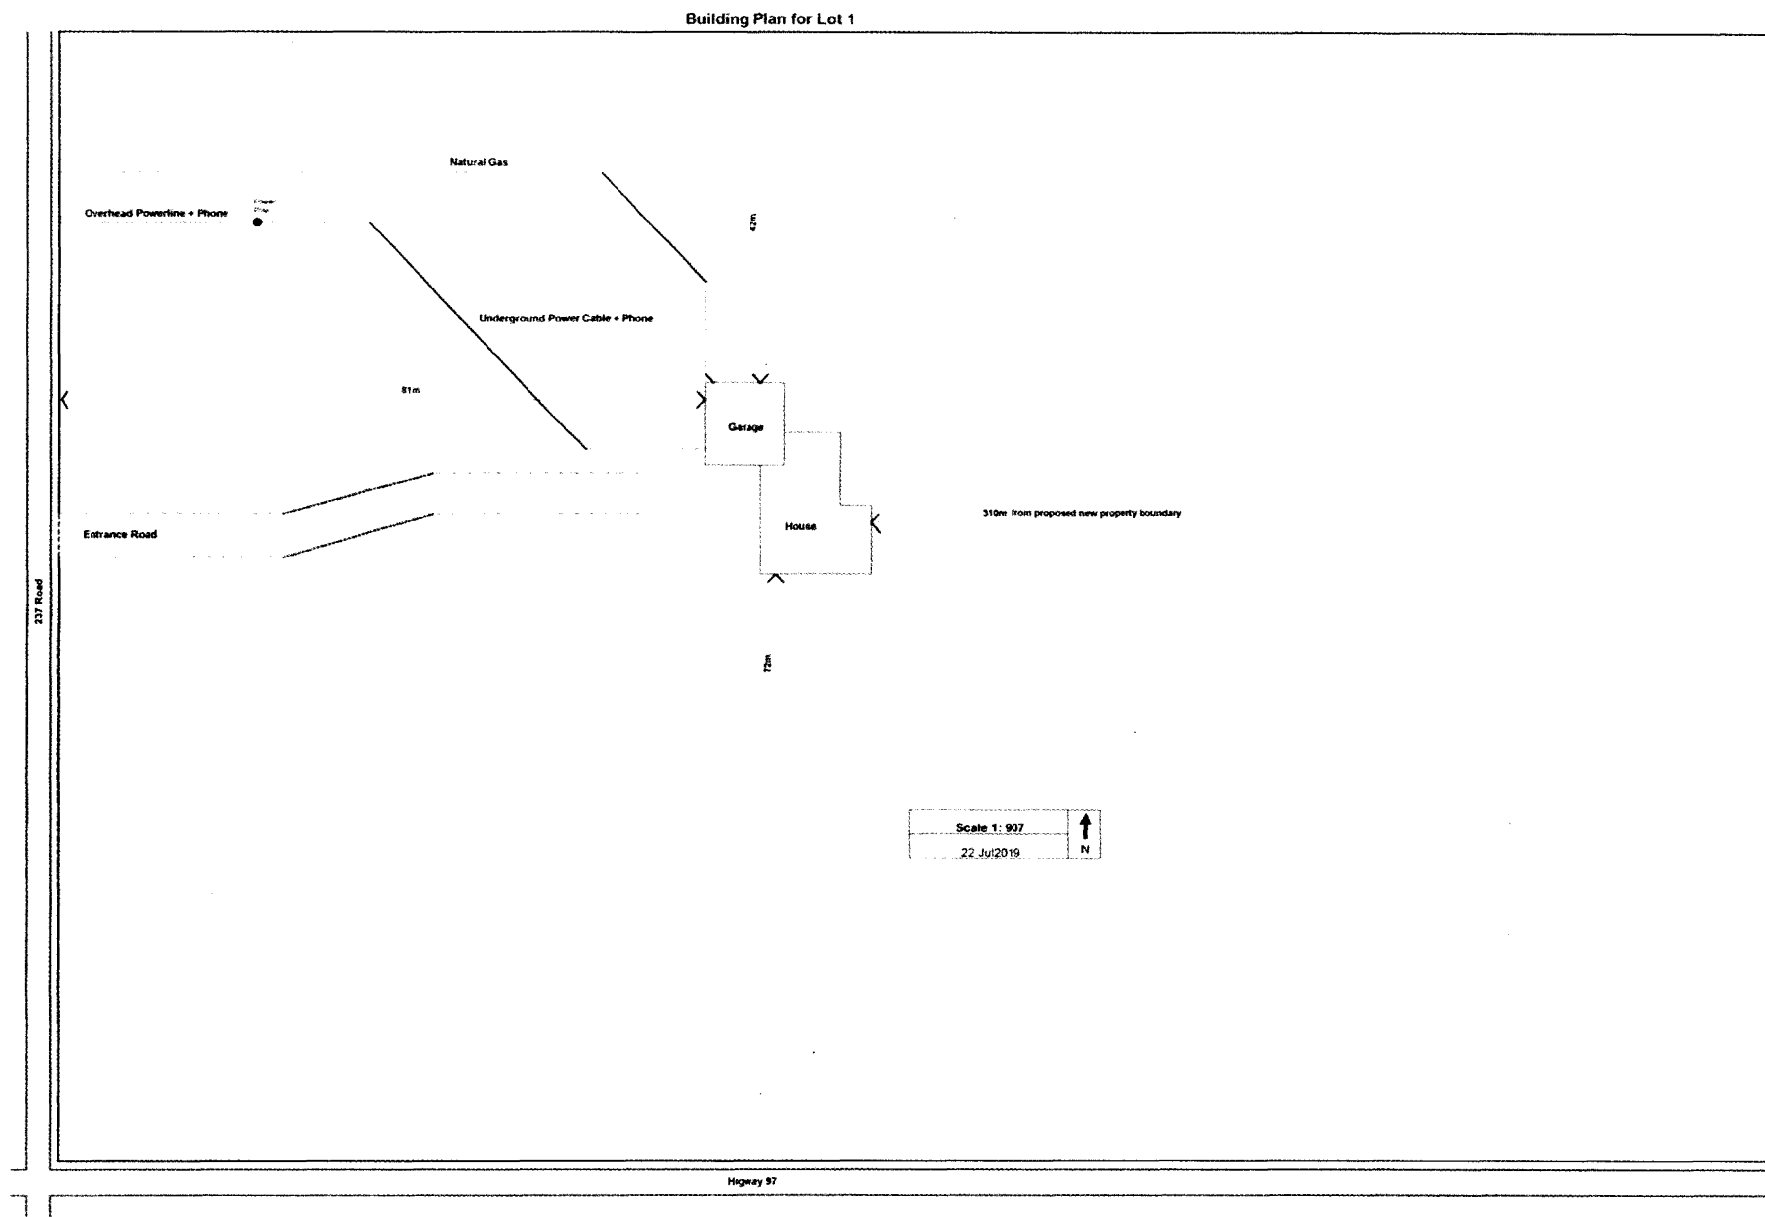 Building Plan for Lot 1
Natural Gas
Overhead Powerline + Phone
42m
Underground Power Cable + Phone
81m
Garage
310m from proposed new property boundary
House
Entrance Road
237 Road
72m
Scale 1: 907
22 Jul2019
N
Higway 97